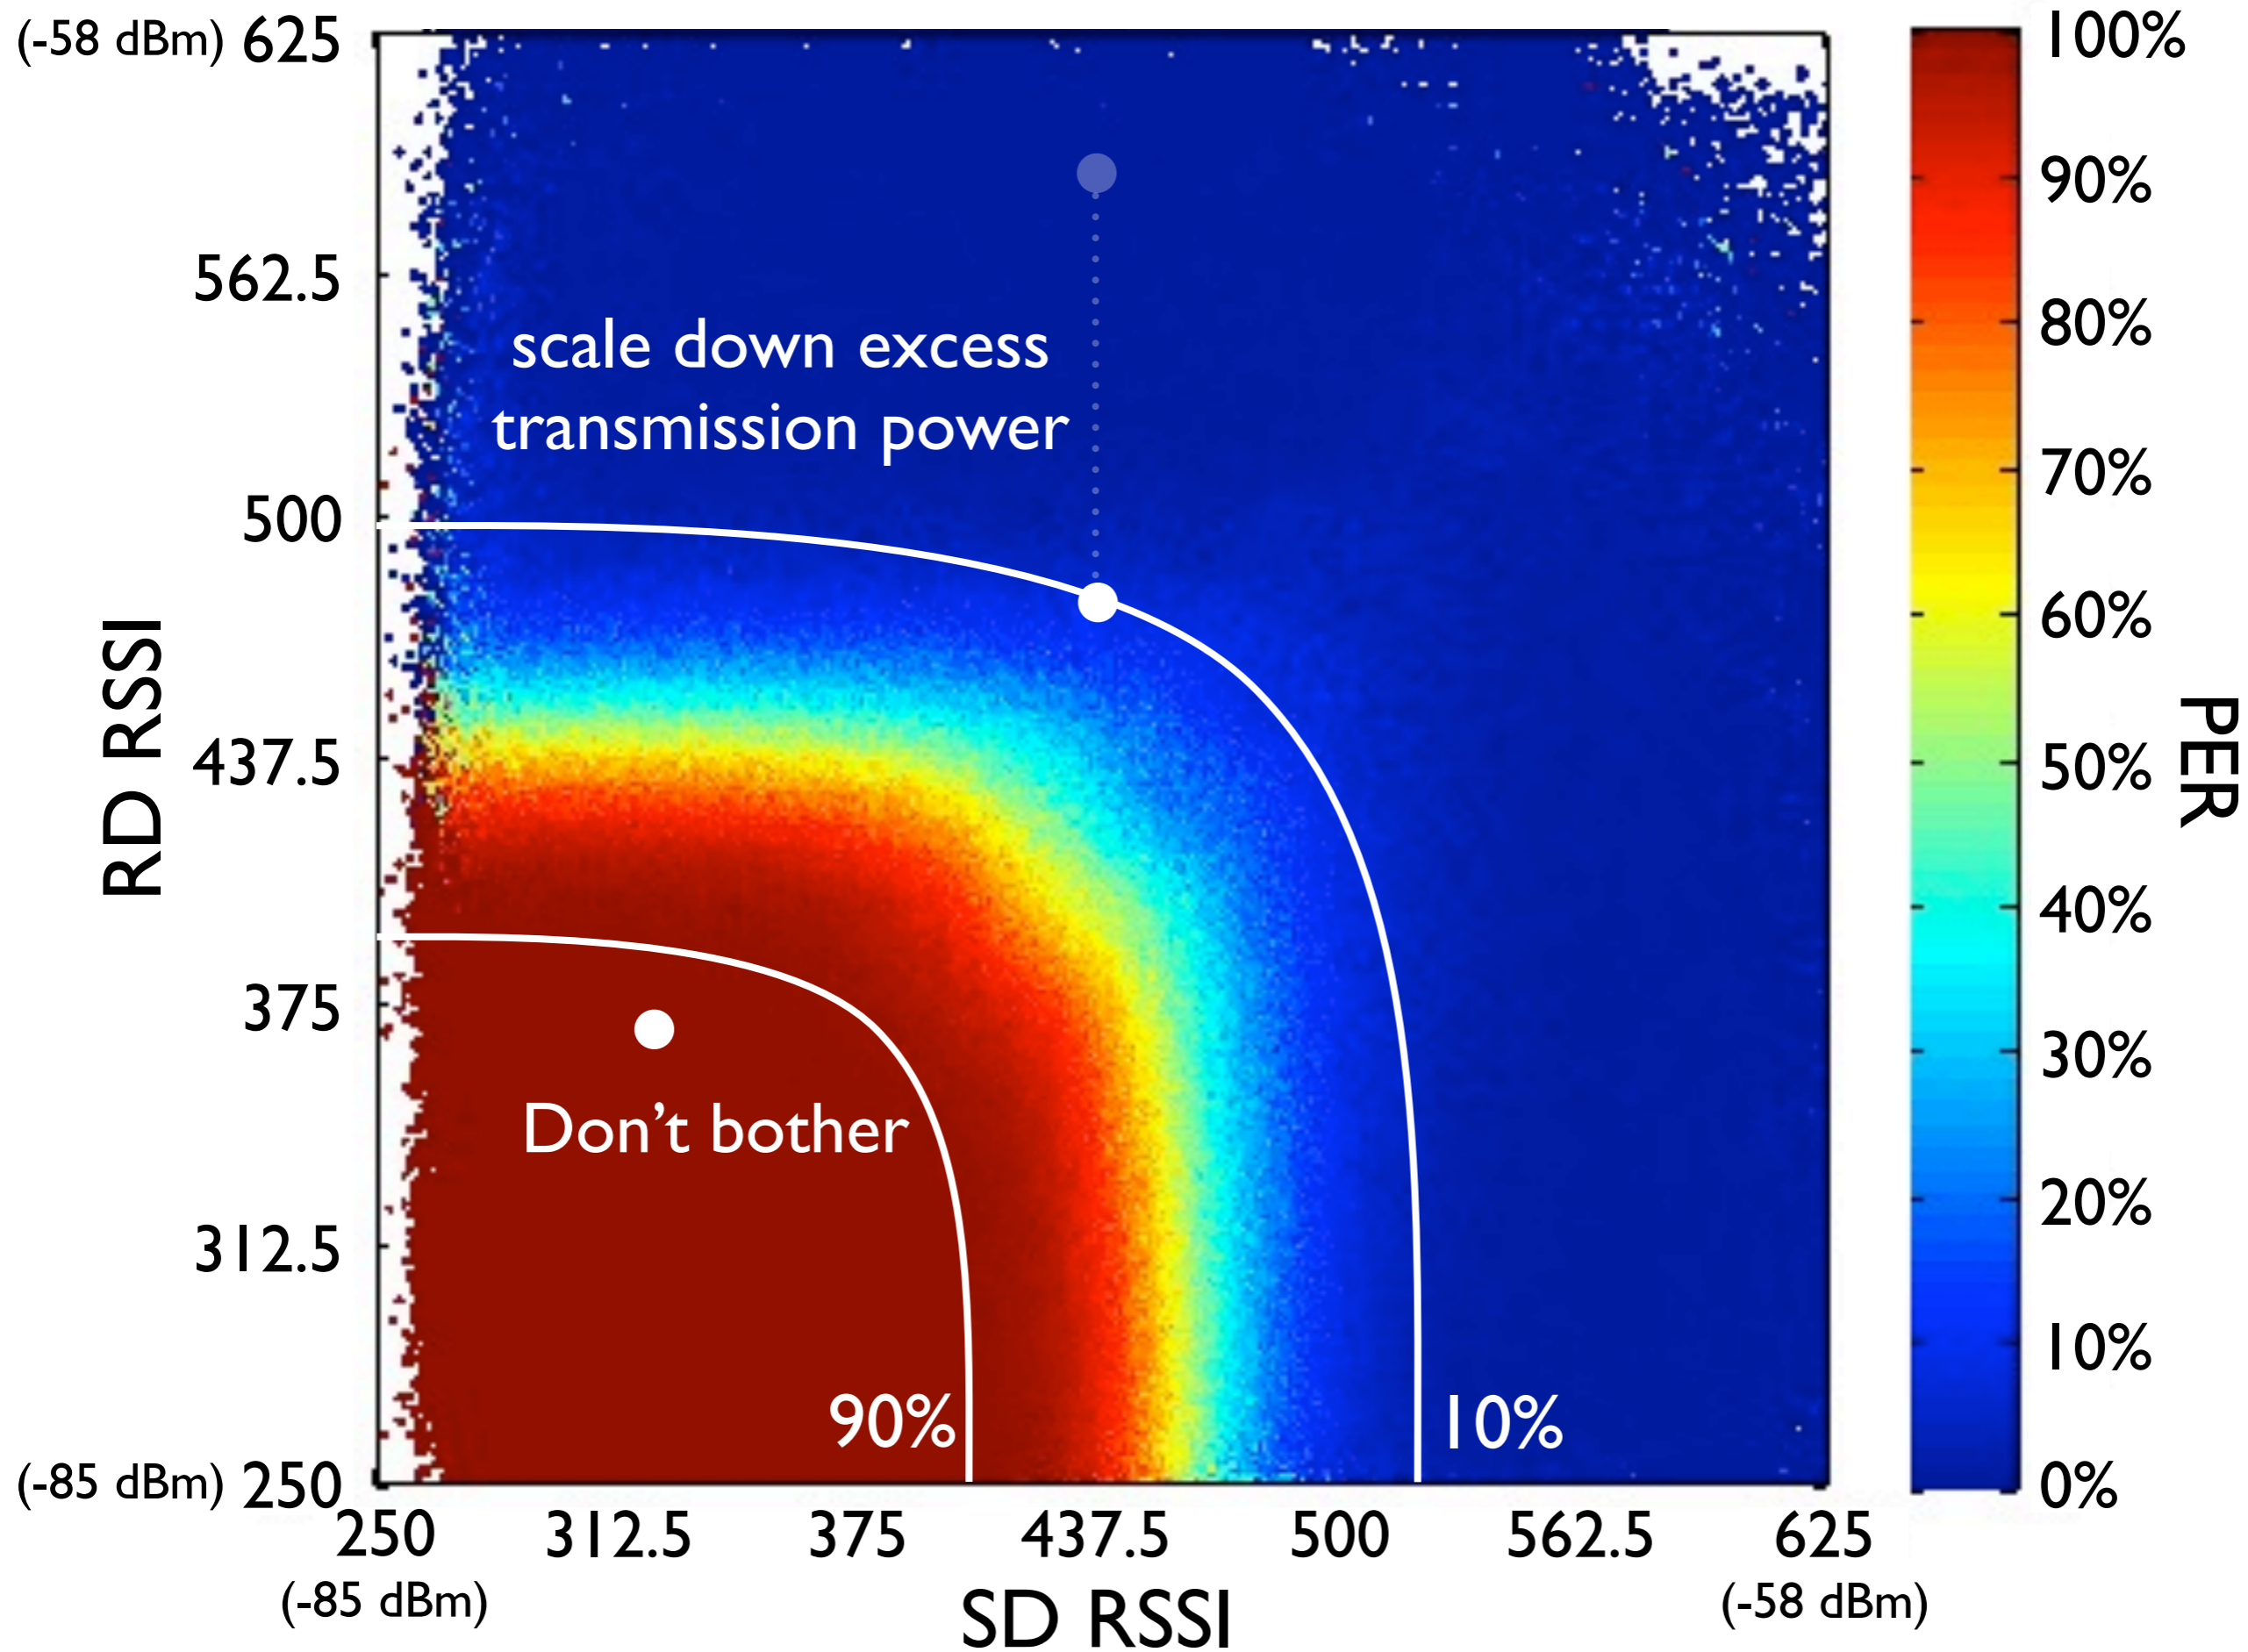 (-58 dBm) 625
562.5
500
437.5
375
312.5
(-85 dBm) 250
RD RSSI
scale down excess
transmission power
Don't bother
90%
10%
250
312.5
375
437.5
500
562.5
625
(-85 dBm)
(-58 dBm)
SD RSSI
100%
90%
80%
70%
60%
50%
40%
30%
20%
10%
0%
PER